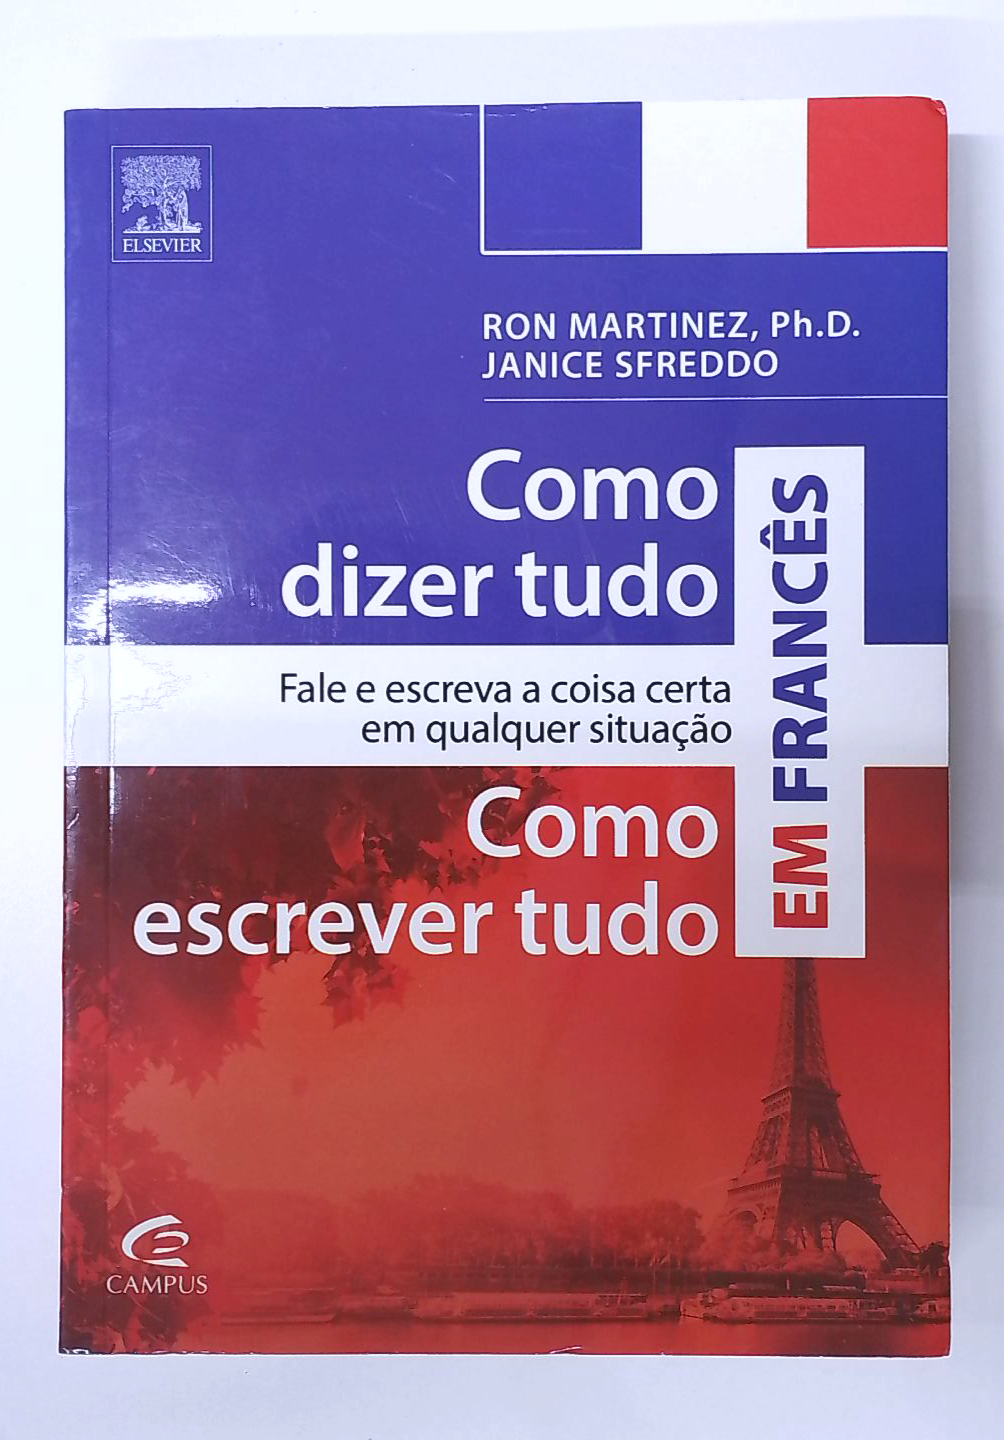 ELSEVIER
RON MARTINEZ, Ph.D.
JANICE SFREDDO
Como
dizer tudo
Fale e escreva a coisa certa
em qualquer situação
Como
escrever tudo
EM FRANCÊS
CAMPUS